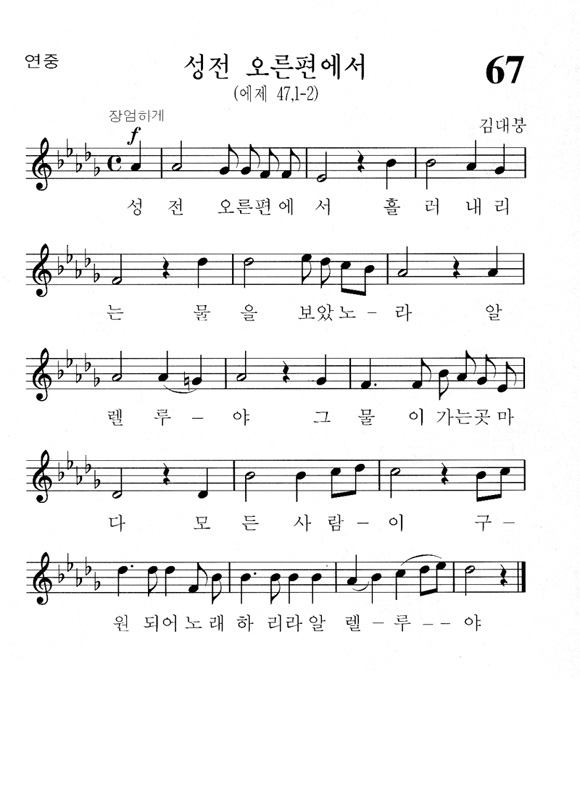 연중
성전 오른편에서
67
(에제 47,1-2)
장엄히게
김대붕
f
성 전 오른편에 서 흘 러 내 리
는 물 을 보았노 – 라 알
렐 루 – 야 그 물 이 가는곳 마
다 모 든 사 람 – 이 구 –
원 되어 노 래 하 리라 알 렐 – 루 – – 야